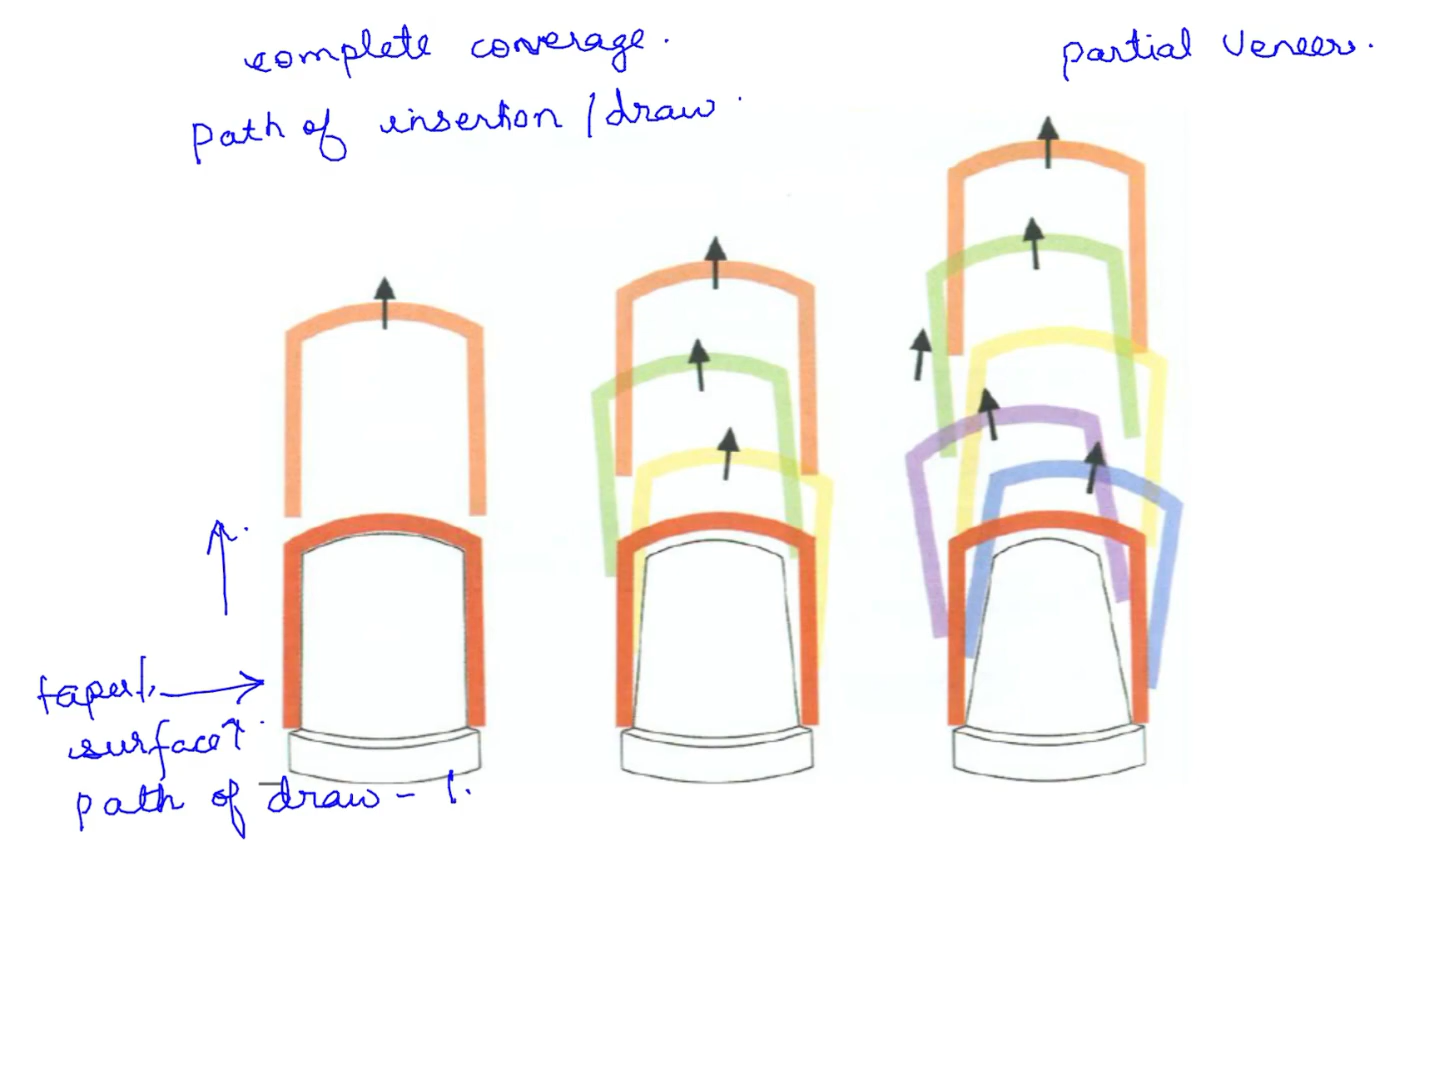 complete coverage.
Path of insertion / draw.
partial veneers.
taper↓. →
surface↑.
path of draw - 1.